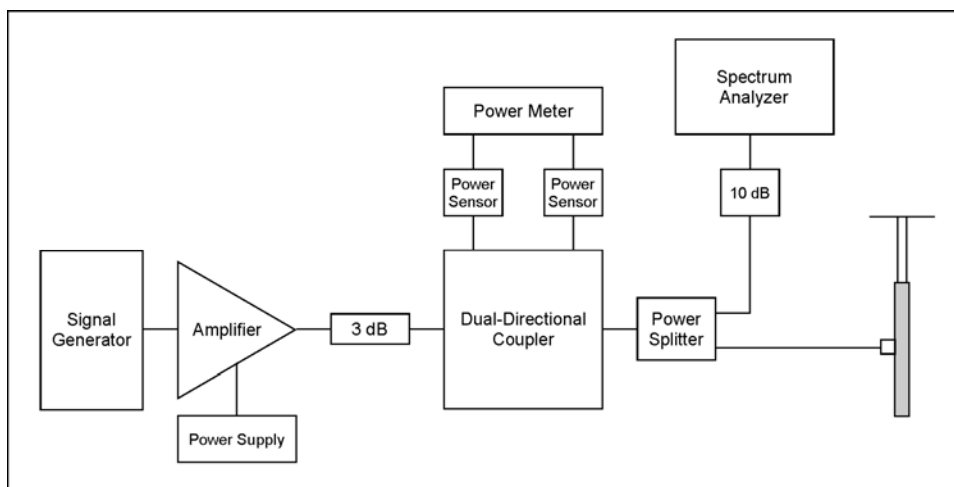 Signal
Generator
Amplifier
Power Supply
3 dB
Power Meter
Power
Sensor
Power
Sensor
Dual-Directional
Coupler
Power
Splitter
Spectrum
Analyzer
10 dB